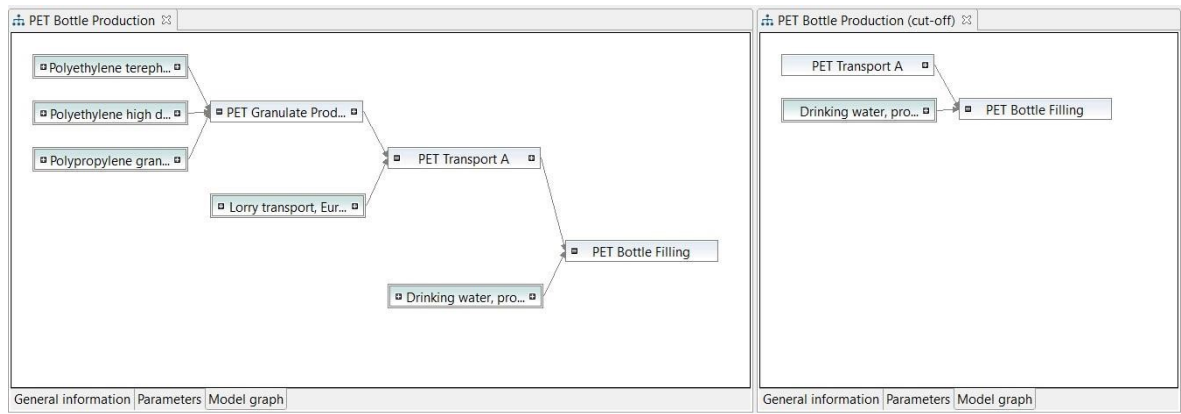 PET Bottle Production
Polyethylene tereph...
Polyethylene high d...
PET Granulate Prod...
Polypropylene gran...
PET Transport A
Lorry transport, Eur...
PET Bottle Filling
Drinking water, pro...
General information Parameters Model graph
PET Bottle Production (cut-off)
PET Transport A
Drinking water, pro...
PET Bottle Filling
General information Parameters Model graph